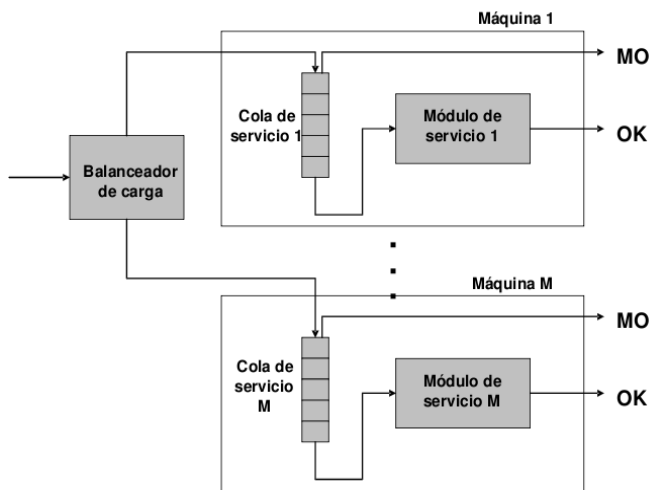 Máquina 1
MO
Cola de
servicio 1
Módulo de
servicio 1
OK
Balanceador
de carga
Máquina M
MO
Cola de
servicio
M
Módulo de
servicio M
OK